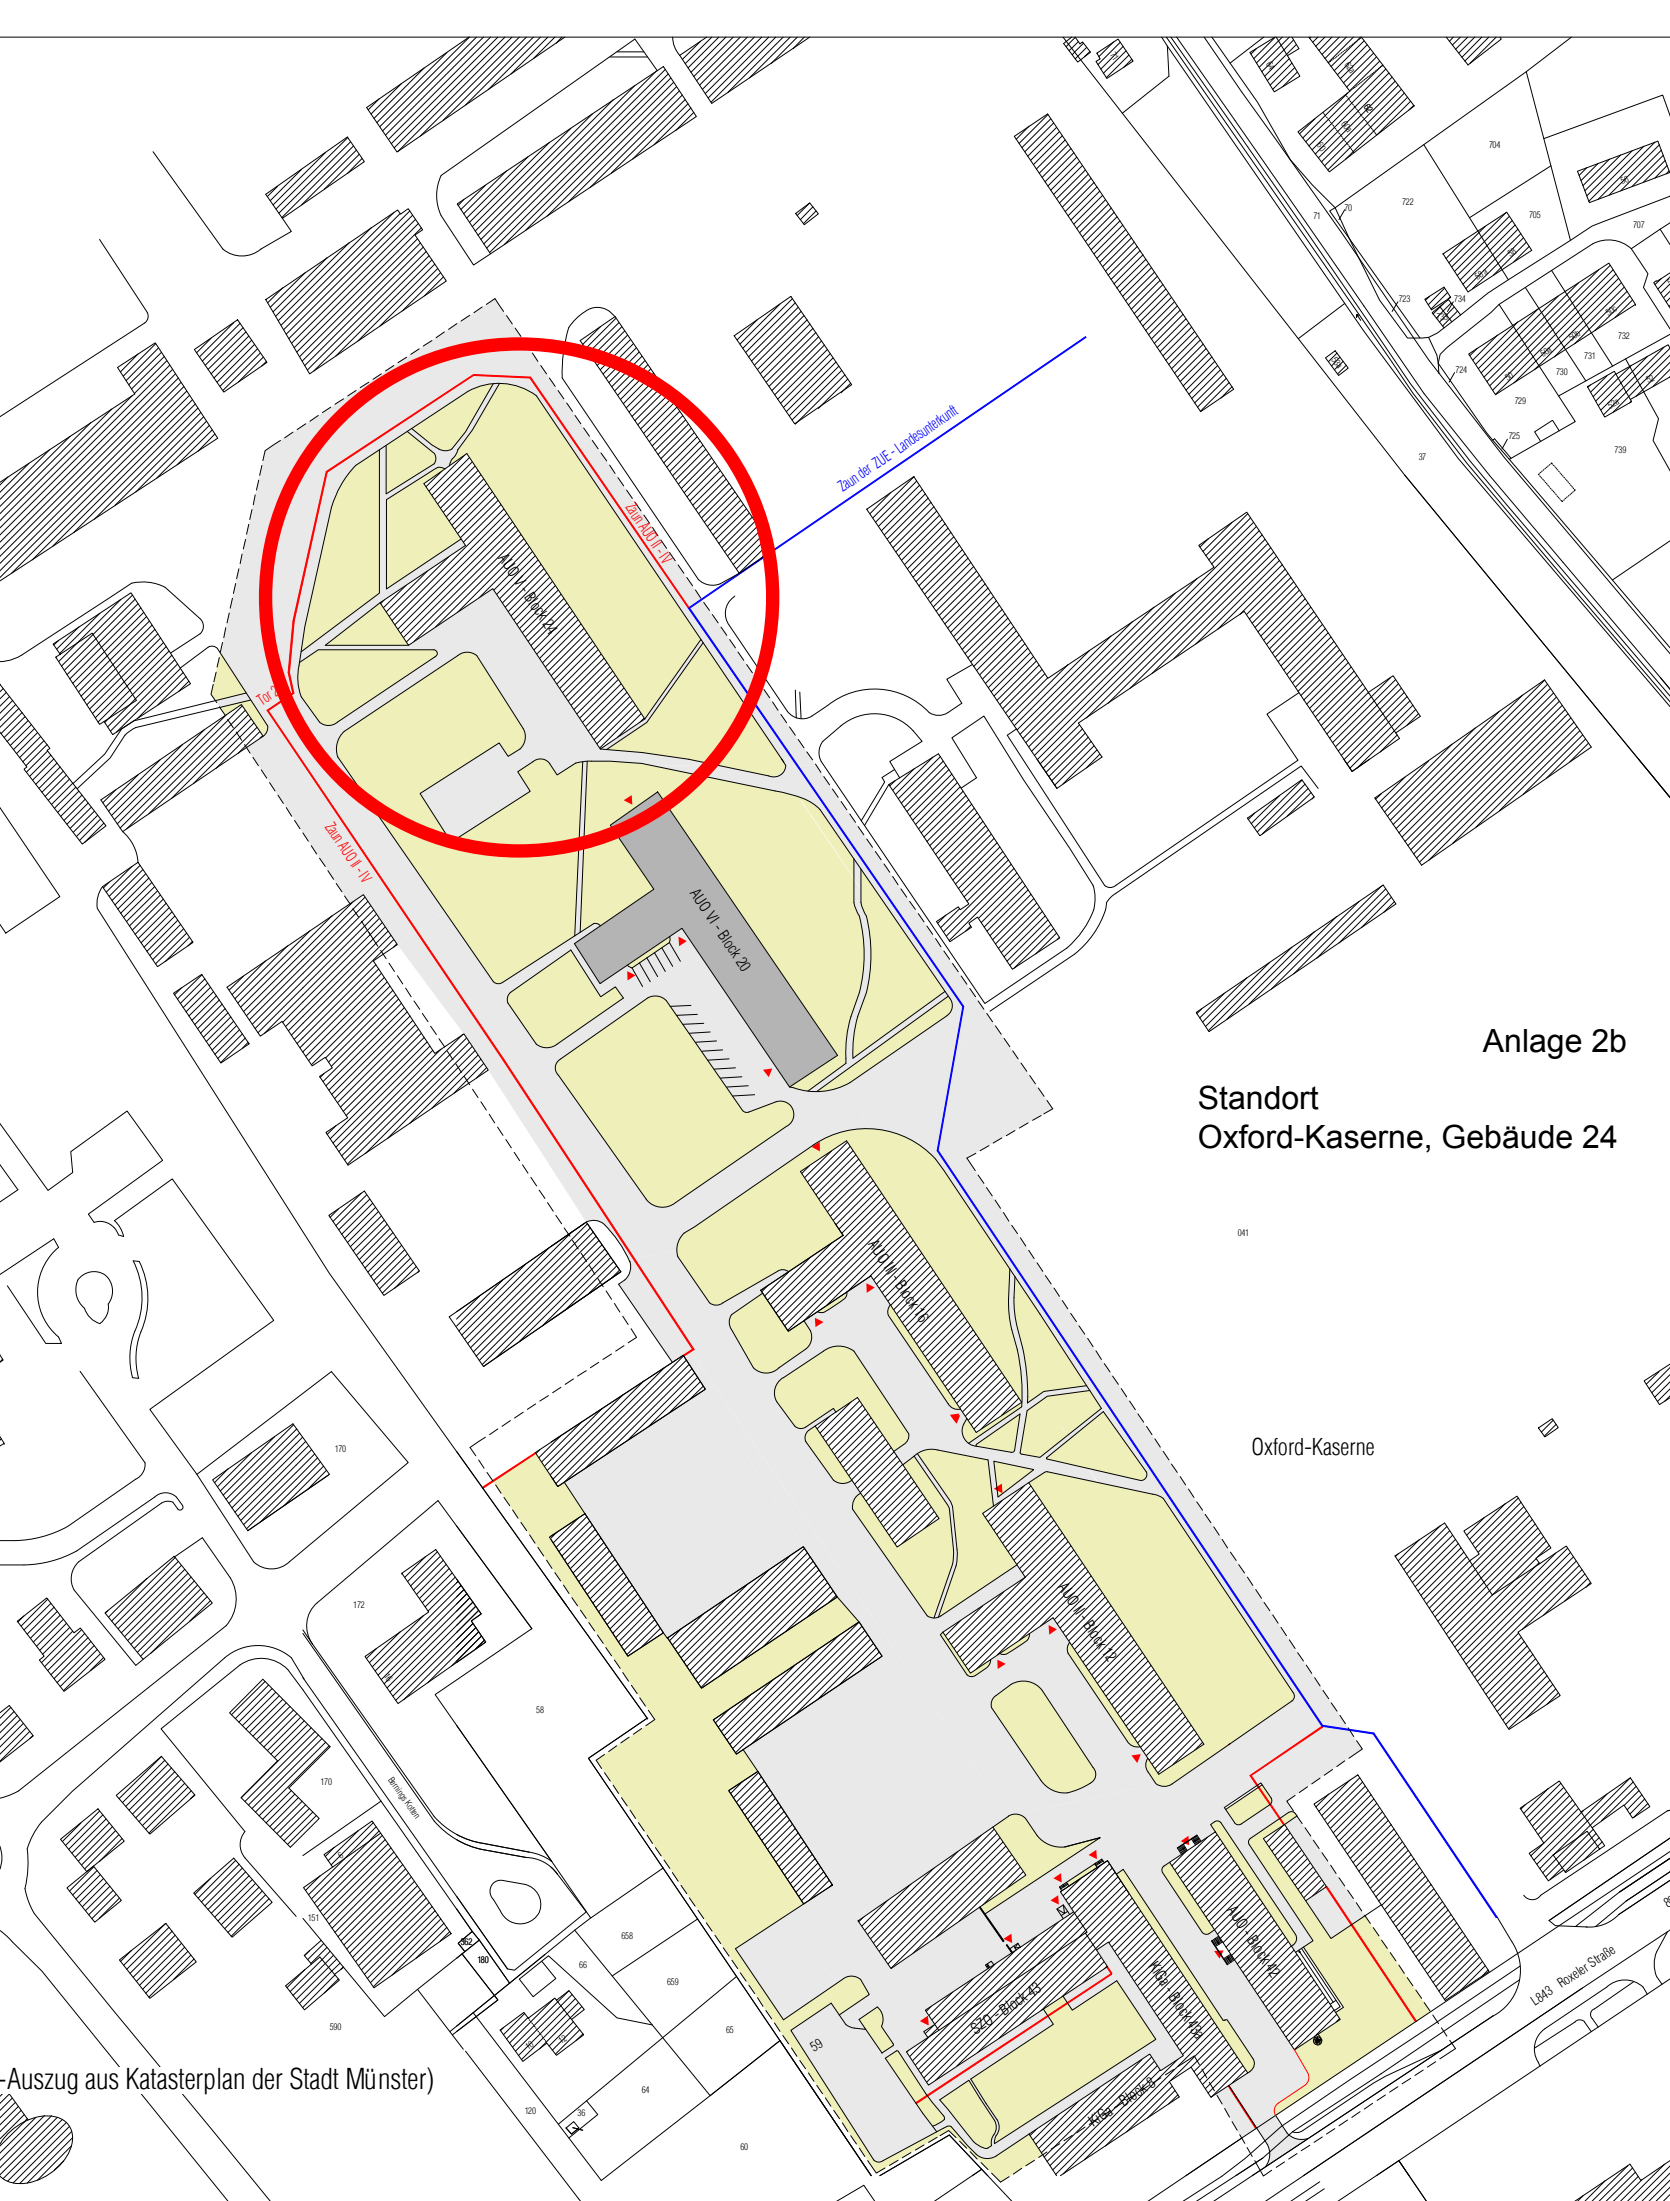 704
71
70
722
705
707
723
734
724
732
731
730
729
725
739
37
Zaun der ZUE - Landesunterkunft
Zaun AUO II - IV
AUO V - Block 24
Tor 2
Zaun AUO II - IV
AUO VI - Block 20
Anlage 2b
Standort
Oxford-Kaserne, Gebäude 24
041
AUO III - Block 16
Oxford-Kaserne
170
172
AUO II - Block 12
58
170
Bernings Kotten
151
180
658
66
659
65
590
59
64
120
36
60
SZO - Block 43
KiGa - Block 43a
AUO - Block 42
KiGa - Block 8
L843 Roxeler Straße
-Auszug aus Katasterplan der Stadt Münster)